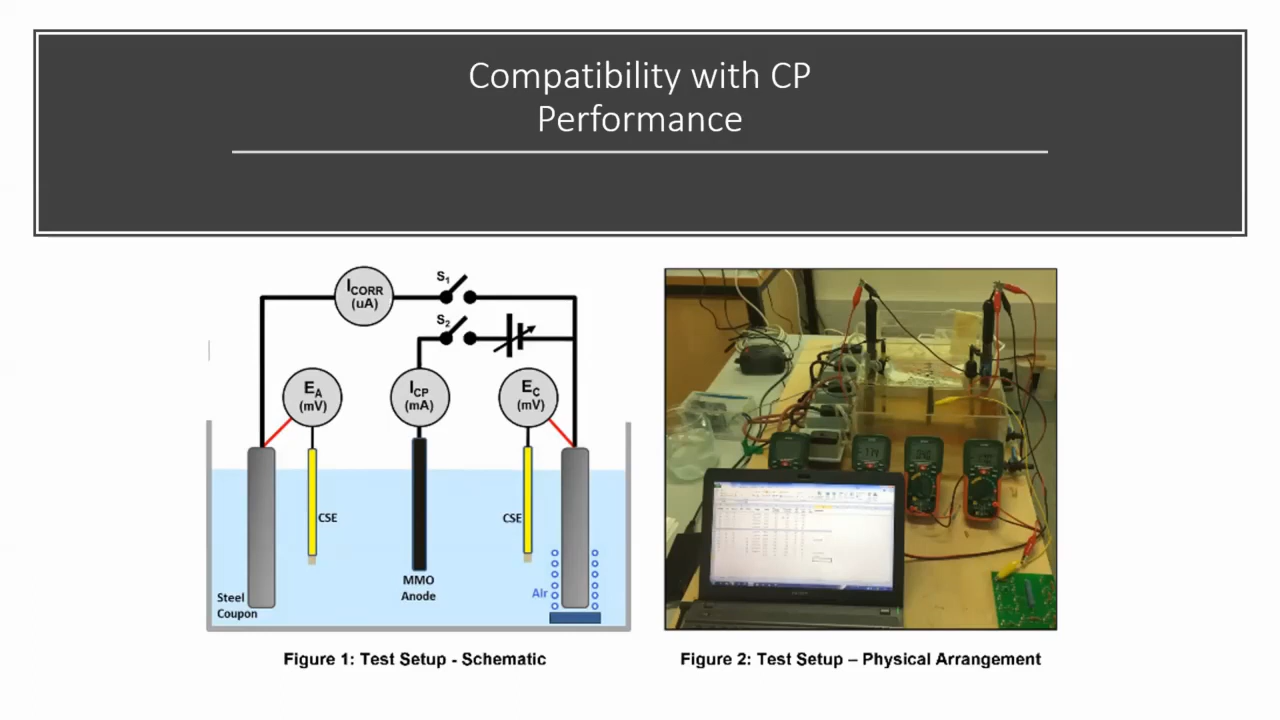 Compatibility with CP
Performance
I CORR
(uA)
S1
S2
EA
(mV)
ICP
(mA)
EC
(mV)
CSE
CSE
MMO
Anode
Air
Steel
Coupon
Figure 1: Test Setup - Schematic
Figure 2: Test Setup – Physical Arrangement